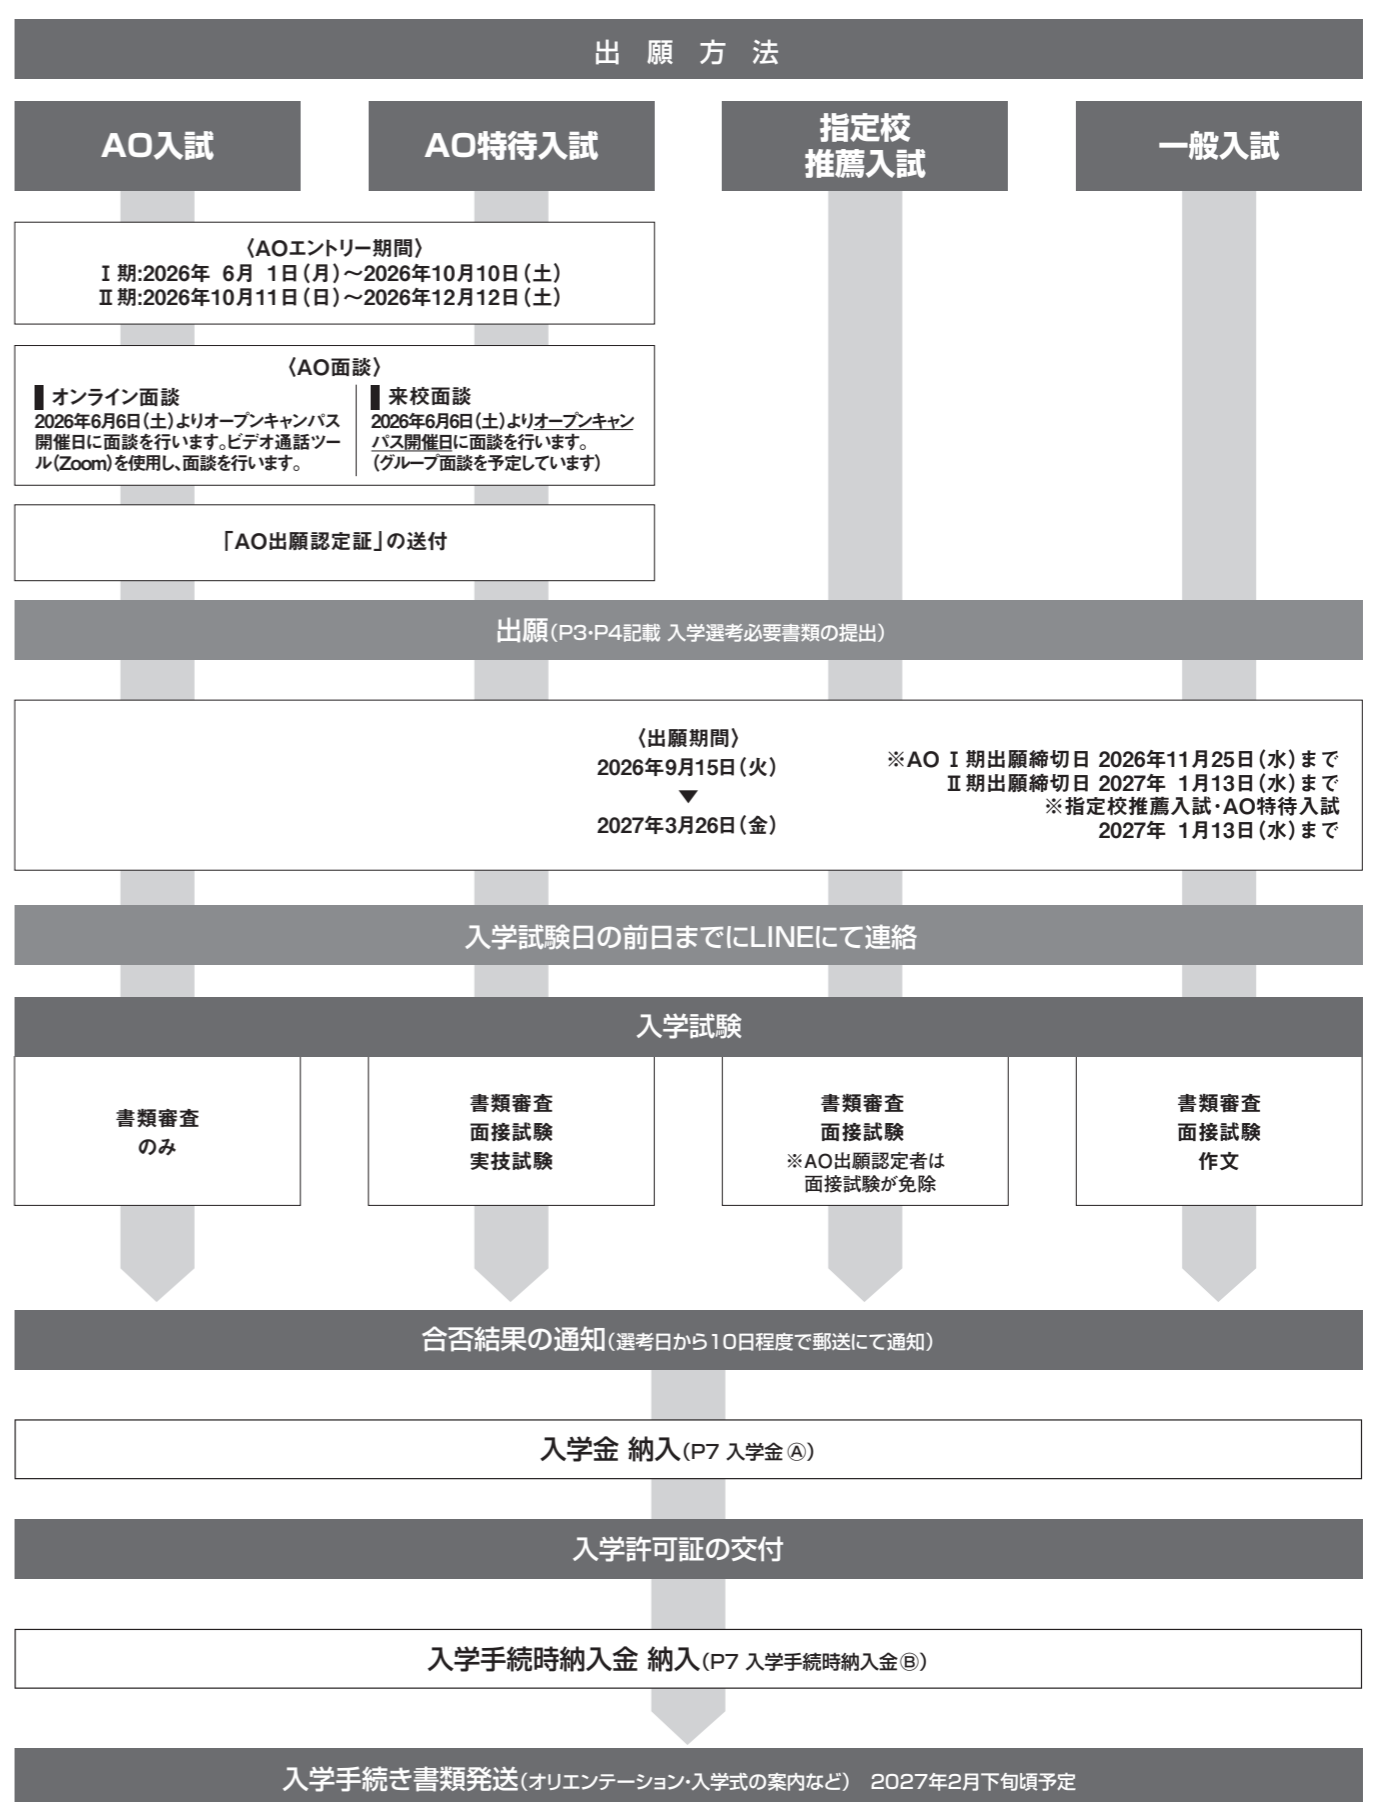 出願方法
AO入試
AO特待入試
指定校
推薦入試
一般入試
〈AOエントリー期間〉
Ⅰ期:2026年 6月 1日(月)～2026年10月10日(土)
Ⅱ期:2026年10月11日(日)～2026年12月12日(土)
〈AO面談〉
オンライン面談
2026年6月6日(土)よりオープンキャンパス
開催日に面談を行います。ビデオ通話ツー
ル(Zoom)を使用し、面談を行います。
来校面談
2026年6月6日(土)よりオープンキャン
パス開催日に面談を行います。
(グループ面談を予定しています)
「AO出願認定証」の送付
出願(P3・P4記載 入学選考必要書類の提出)
〈出願期間〉
2026年9月15日(火)
▼
2027年3月26日(金)
※AO Ⅰ期出願締切日 2026年11月25日(水)まで
Ⅱ期出願締切日 2027年 1月13日(水)まで
※指定校推薦入試・AO特待入試
2027年 1月13日(水)まで
入学試験日の前日までにLINEにて連絡
入学試験
書類審査
のみ
書類審査
面接試験
実技試験
書類審査
面接試験
※AO出願認定者は
面接試験が免除
書類審査
面接試験
作文
合否結果の通知(選考日から10日程度で郵送にて通知)
入学金 納入(P7 入学金Ⓐ)
入学許可証の交付
入学手続時納入金 納入(P7 入学手続時納入金Ⓑ)
入学手続き書類発送(オリエンテーション・入学式の案内など) 2027年2月下旬頃予定